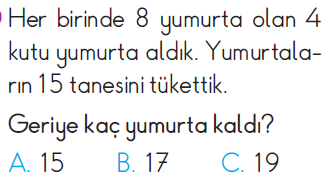 Her birinde 8 yumurta olan 4
kutu yumurta aldık. Yumurtala-
rın 15 tanesini tükettik.
Geriye kaç yumurta kaldı?
A. 15 B. 17 C. 19